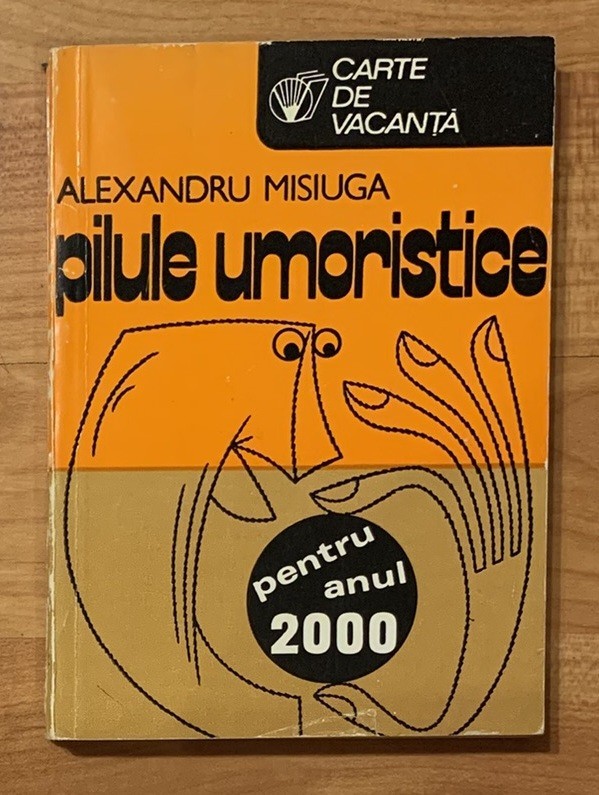 CARTE
DE
VACANȚĂ
ALEXANDRU MISIUGA
pilule umoristice
pentru
anul
2000